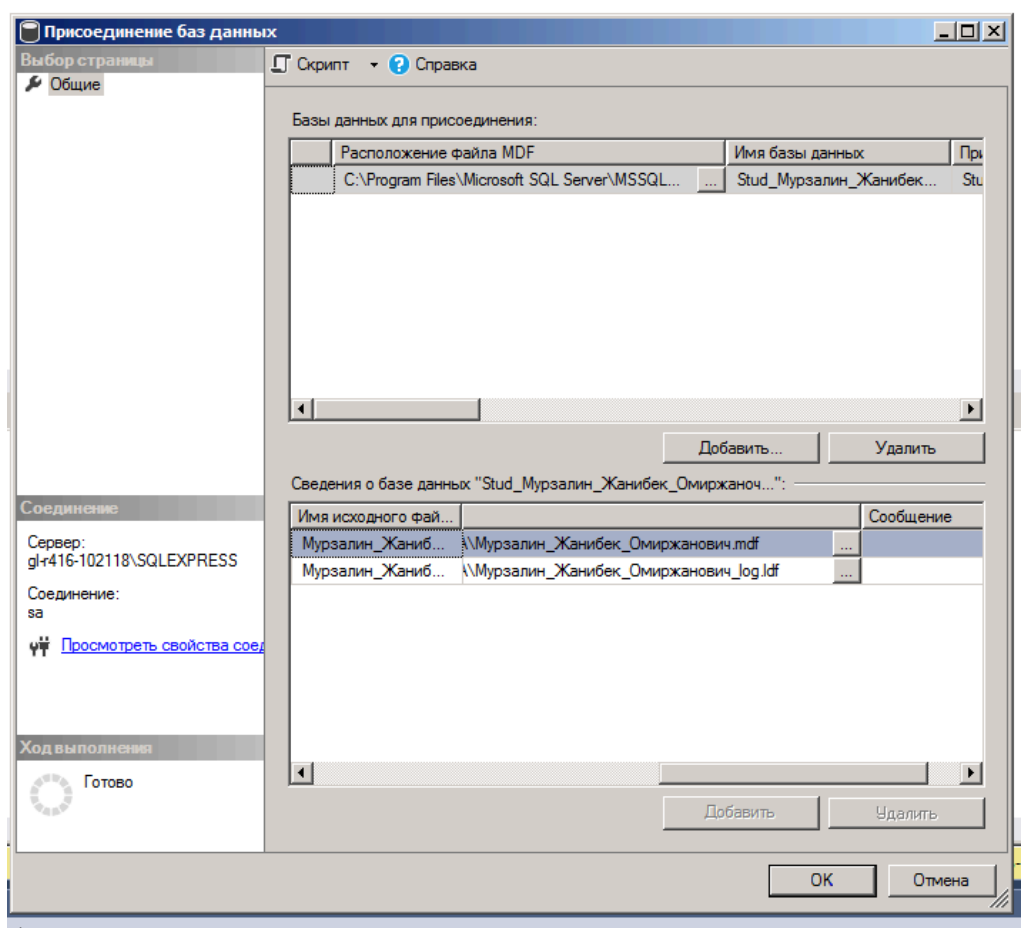 Присоединение баз данных
Выбор страницы
Общие
Скрипт Справка
Базы данных для присоединения:
Расположение файла MDF Имя базы данных При
C:\Program Files\Microsoft SQL Server\MSSQL... ... Stud_Мурзалин_Жанибек... Stu
Добавить... Удалить
Сведения о базе данных "Stud_Мурзалин_Жанибек_Омиржаноч...":
Имя исходного фай... Сообщение
Мурзалин_Жаниб... \\Мурзалин_Жанибек_Омиржанович.mdf ...
Мурзалин_Жаниб... \\Мурзалин_Жанибек_Омиржанович_log.ldf ...
Добавить Удалить
Соединение
Сервер:
gl-r416-102118\SQLEXPRESS
Соединение:
sa
Просмотреть свойства соед
Ход выполнения
Готово
OK Отмена